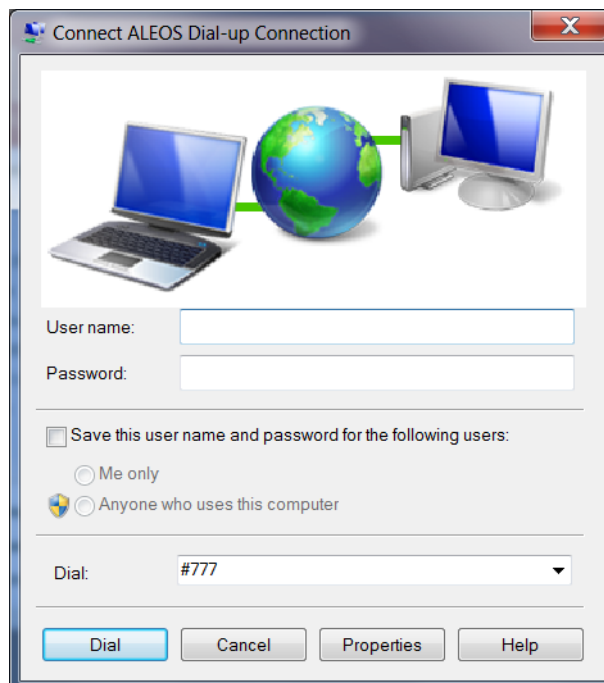 Connect ALEOS Dial-up Connection
User name:
Password:
Save this user name and password for the following users:
Me only
Anyone who uses this computer
Dial: #777
Dial Cancel Properties Help